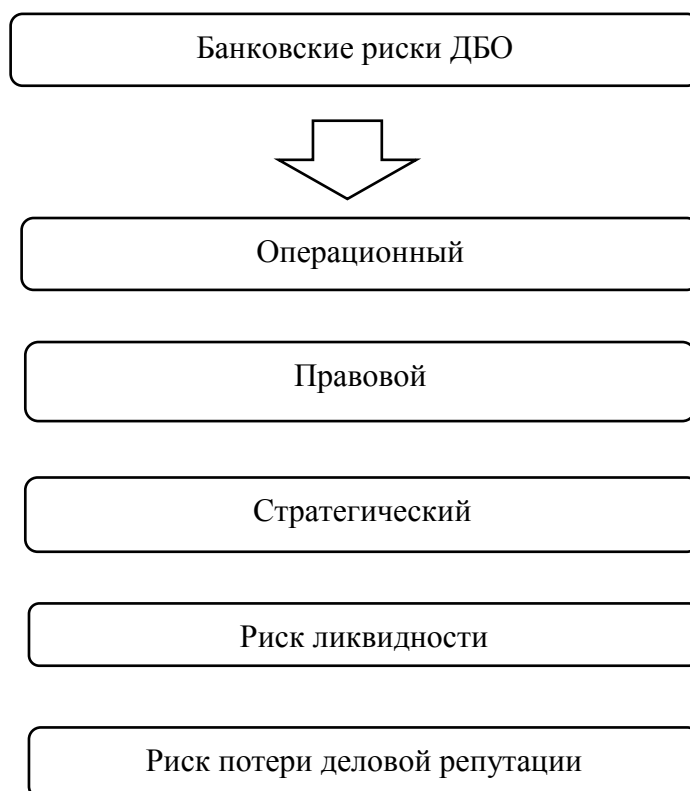 Банковские риски ДБО
Операционный
Правовой
Стратегический
Риск ликвидности
Риск потери деловой репутации